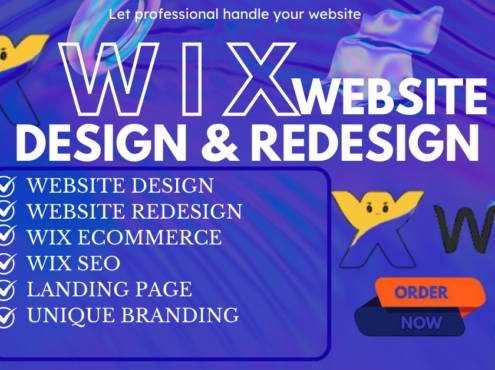 Let professional handle your website
WIX WEBSITE
DESIGN & REDESIGN
WEBSITE DESIGN
WEBSITE REDESIGN
WIX ECOMMERCE
WIX SEO
LANDING PAGE
UNIQUE BRANDING
W
ORDER
NOW